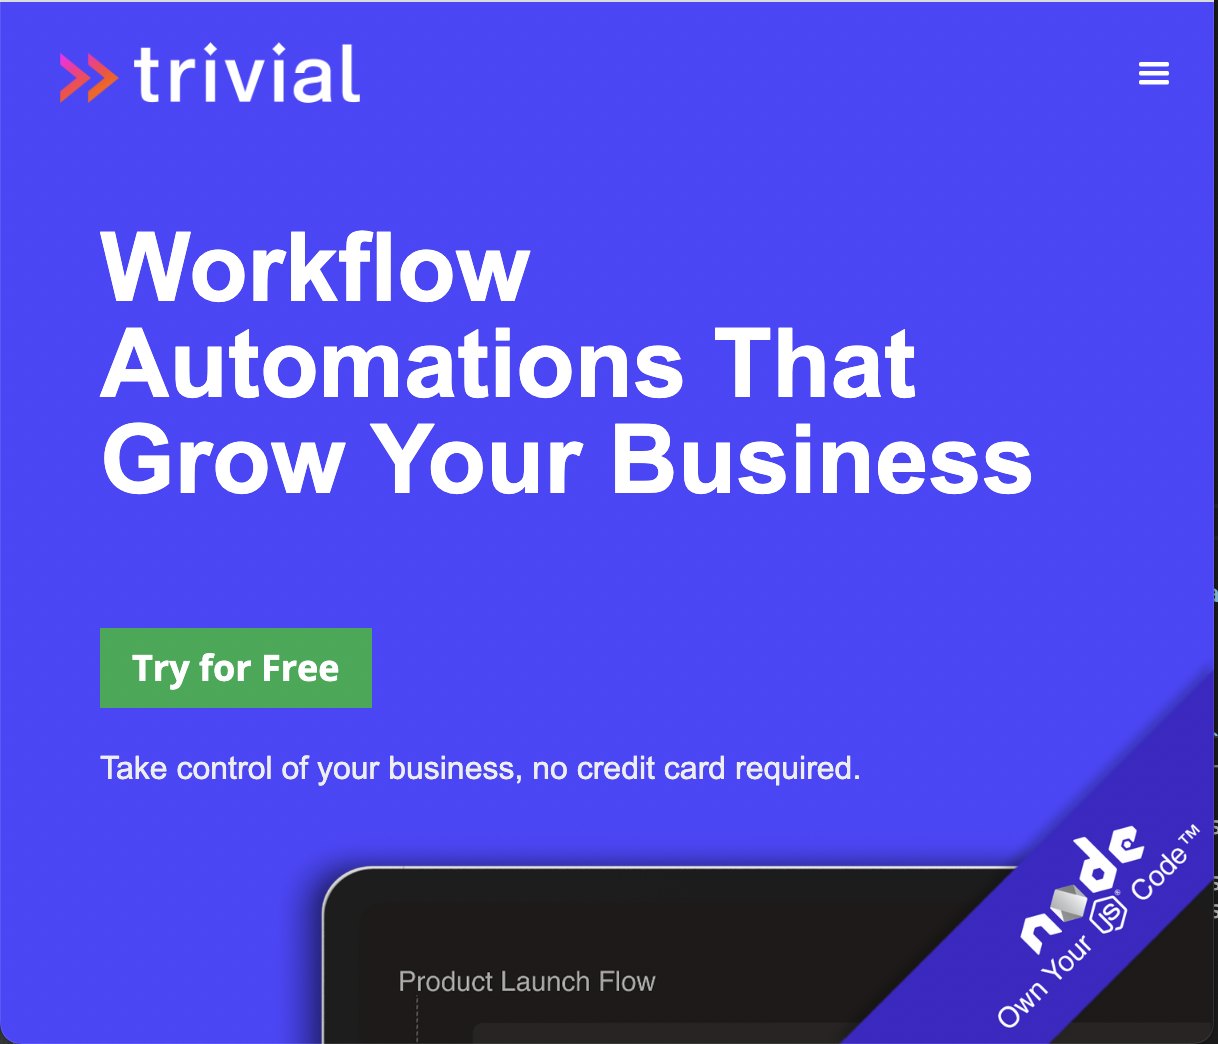 trivial
Workflow
Automations That
Grow Your Business
Try for Free
Take control of your business, no credit card required.
Product Launch Flow
node
JS
Own Your Code™